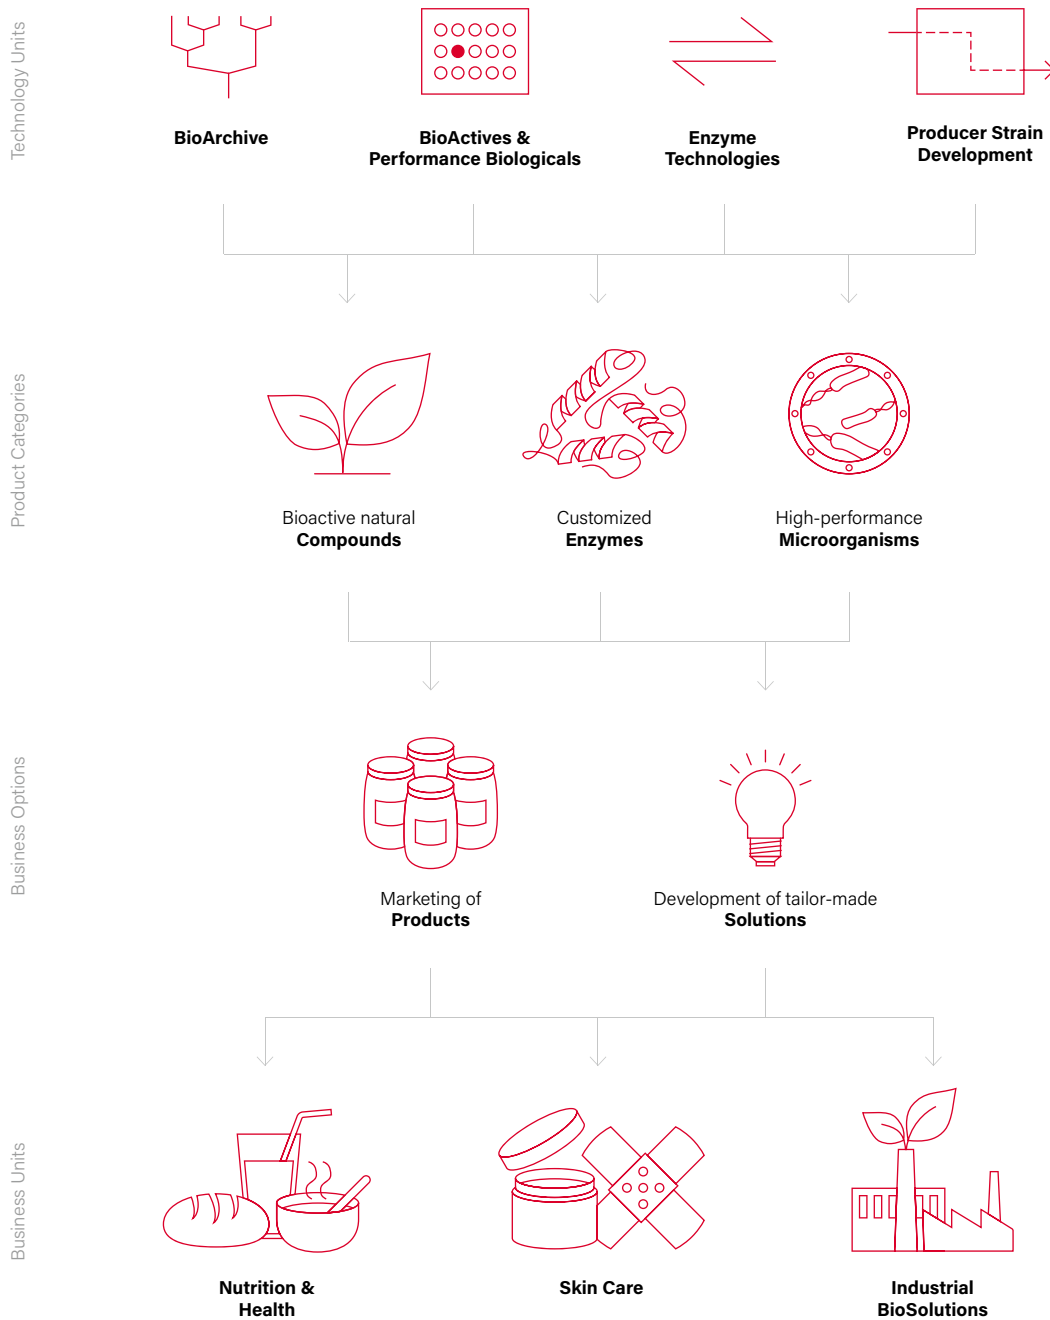 Technology Units
BioArchive
BioActives &
Performance Biologicals
Enzyme
Technologies
Producer Strain
Development
Product Categories
Bioactive natural
Compounds
Customized
Enzymes
High-performance
Microorganisms
Business Options
Marketing of
Products
Development of tailor-made
Solutions
Business Units
Nutrition &
Health
Skin Care
Industrial
BioSolutions